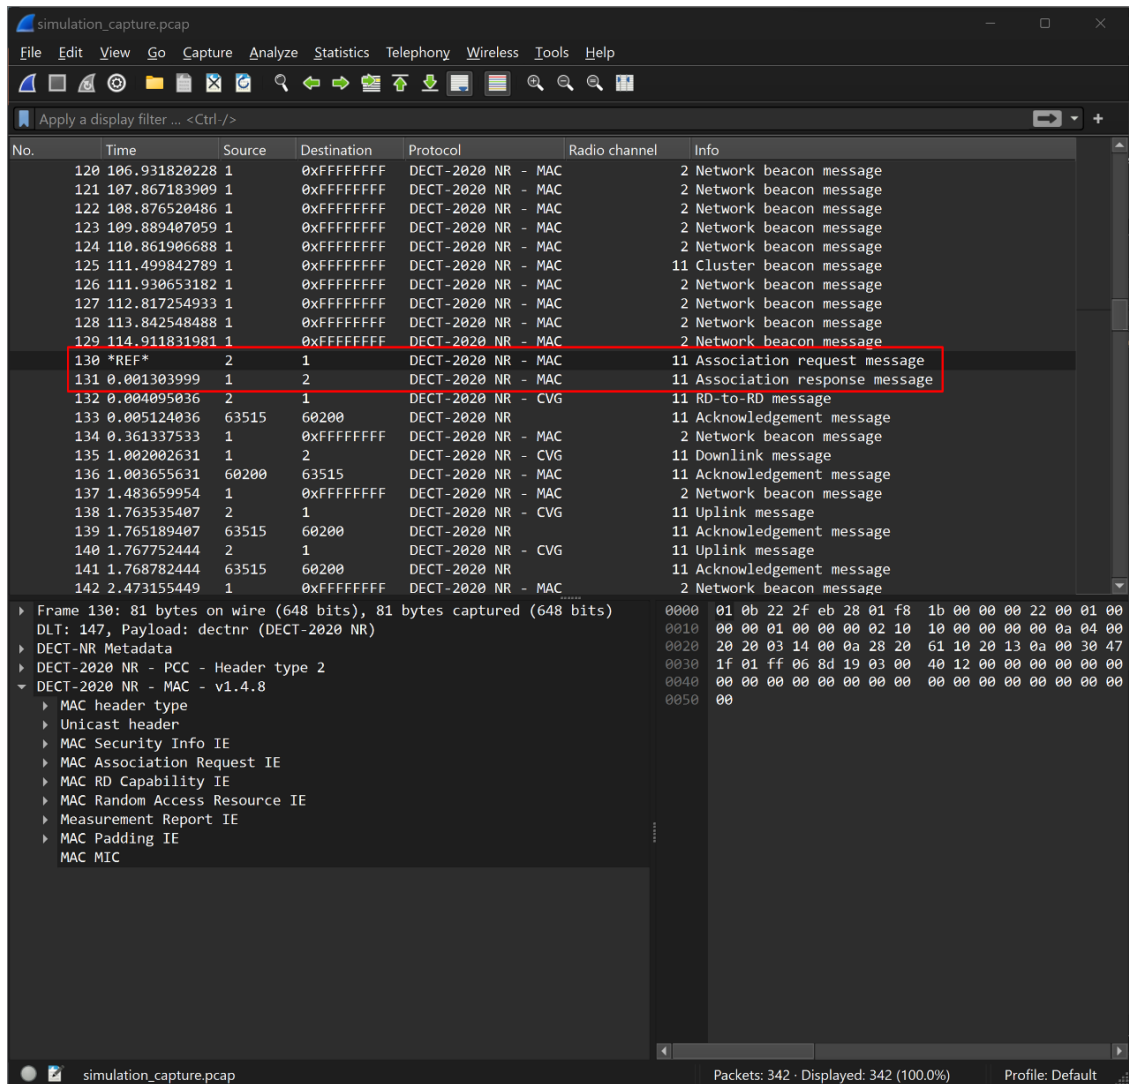 simulation_capture.pcap
File Edit View Go Capture Analyze Statistics Telephony Wireless Tools Help
Apply a display filter ... <Ctrl-/>
No. Time Source Destination Protocol Radio channel Info
120 106.931820228 1 0xFFFFFFFF DECT-2020 NR - MAC 2 Network beacon message
121 107.867183909 1 0xFFFFFFFF DECT-2020 NR - MAC 2 Network beacon message
122 108.876520486 1 0xFFFFFFFF DECT-2020 NR - MAC 2 Network beacon message
123 109.889407059 1 0xFFFFFFFF DECT-2020 NR - MAC 2 Network beacon message
124 110.861906688 1 0xFFFFFFFF DECT-2020 NR - MAC 2 Network beacon message
125 111.499842789 1 0xFFFFFFFF DECT-2020 NR - MAC 11 Cluster beacon message
126 111.930653182 1 0xFFFFFFFF DECT-2020 NR - MAC 2 Network beacon message
127 112.817254933 1 0xFFFFFFFF DECT-2020 NR - MAC 2 Network beacon message
128 113.842548488 1 0xFFFFFFFF DECT-2020 NR - MAC 2 Network beacon message
129 114.911831981 1 0xFFFFFFFF DECT-2020 NR - MAC 2 Network beacon message
130 *REF* 2 1 DECT-2020 NR - MAC 11 Association request message
131 0.001303999 1 2 DECT-2020 NR - MAC 11 Association response message
132 0.004095036 2 1 DECT-2020 NR - CVG 11 RD-to-RD message
133 0.005124036 63515 60200 DECT-2020 NR 11 Acknowledgement message
134 0.361337533 1 0xFFFFFFFF DECT-2020 NR - MAC 2 Network beacon message
135 1.002002631 1 2 DECT-2020 NR - CVG 11 Downlink message
136 1.003655631 60200 63515 DECT-2020 NR - MAC 11 Acknowledgement message
137 1.483659954 1 0xFFFFFFFF DECT-2020 NR - MAC 2 Network beacon message
138 1.763535407 2 1 DECT-2020 NR - CVG 11 Uplink message
139 1.765189407 63515 60200 DECT-2020 NR 11 Acknowledgement message
140 1.767752444 2 1 DECT-2020 NR - CVG 11 Uplink message
141 1.768782444 63515 60200 DECT-2020 NR 11 Acknowledgement message
142 2.473155449 1 0xFFFFFFFF DECT-2020 NR - MAC 2 Network beacon message
Frame 130: 81 bytes on wire (648 bits), 81 bytes captured (648 bits)
DLT: 147, Payload: dectnr (DECT-2020 NR)
DECT-NR Metadata
DECT-2020 NR - PCC - Header type 2
DECT-2020 NR - MAC - v1.4.8
MAC header type
Unicast header
MAC Security Info IE
MAC Association Request IE
MAC RD Capability IE
MAC Random Access Resource IE
Measurement Report IE
MAC Padding IE
MAC MIC
0000 01 0b 22 2f eb 28 01 f8 1b 00 00 00 22 00 01 00
0010 00 00 01 00 00 00 02 10 10 00 00 00 00 0a 04 00
0020 20 20 03 14 00 0a 28 20 61 10 20 13 0a 00 30 47
0030 1f 01 ff 06 8d 19 03 00 40 12 00 00 00 00 00 00
0040 00 00 00 00 00 00 00 00 00 00 00 00 00 00 00 00
0050 00
simulation_capture.pcap Packets: 342 · Displayed: 342 (100.0%) Profile: Default